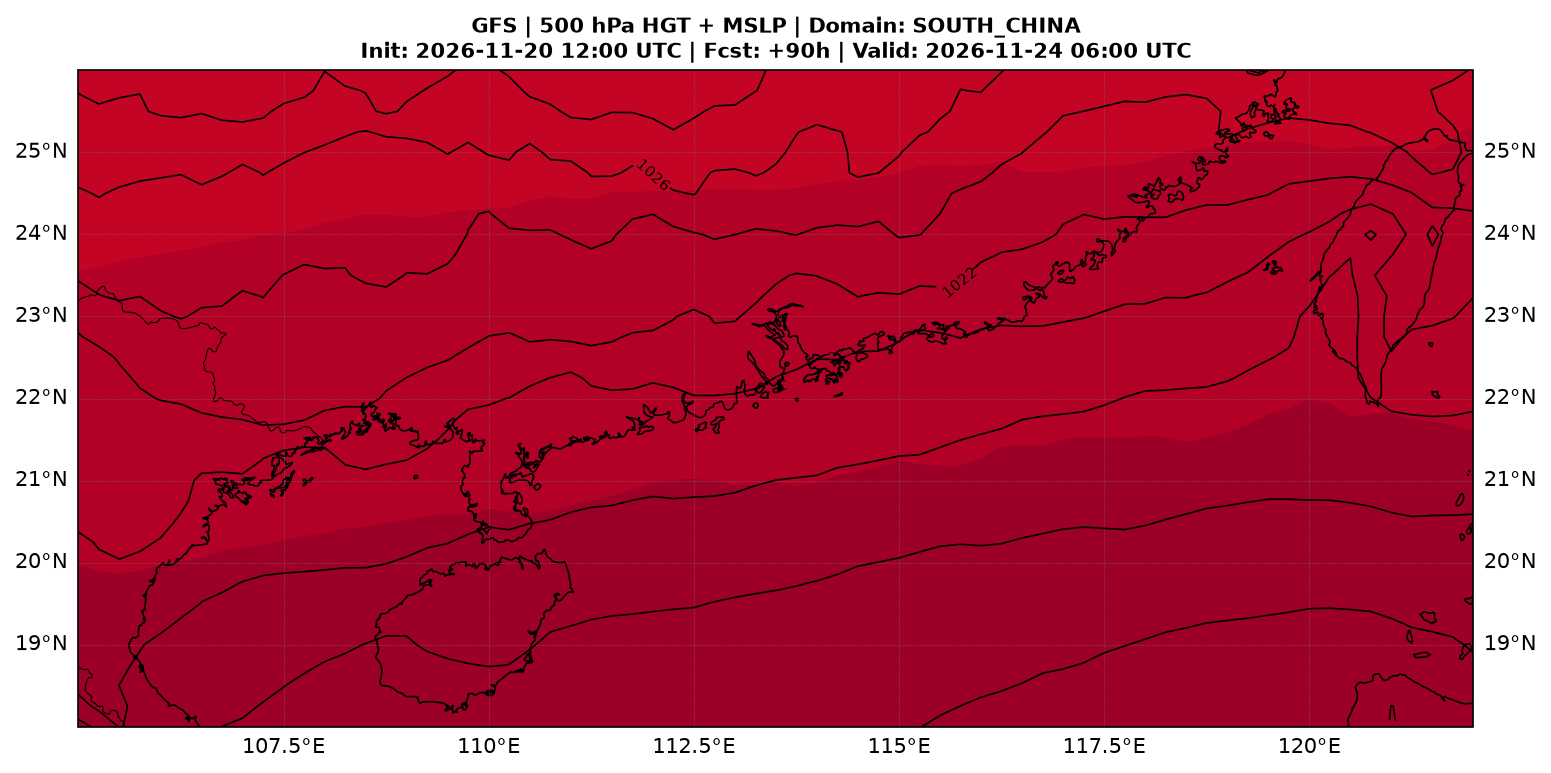 GFS | 500 hPa HGT + MSLP | Domain: SOUTH_CHINA
Init: 2026-11-20 12:00 UTC | Fcst: +90h | Valid: 2026-11-24 06:00 UTC
25°N 25°N
1026
24°N 24°N
1022
23°N 23°N
22°N 22°N
21°N 21°N
20°N 20°N
19°N 19°N
107.5°E 110°E 112.5°E 115°E 117.5°E 120°E